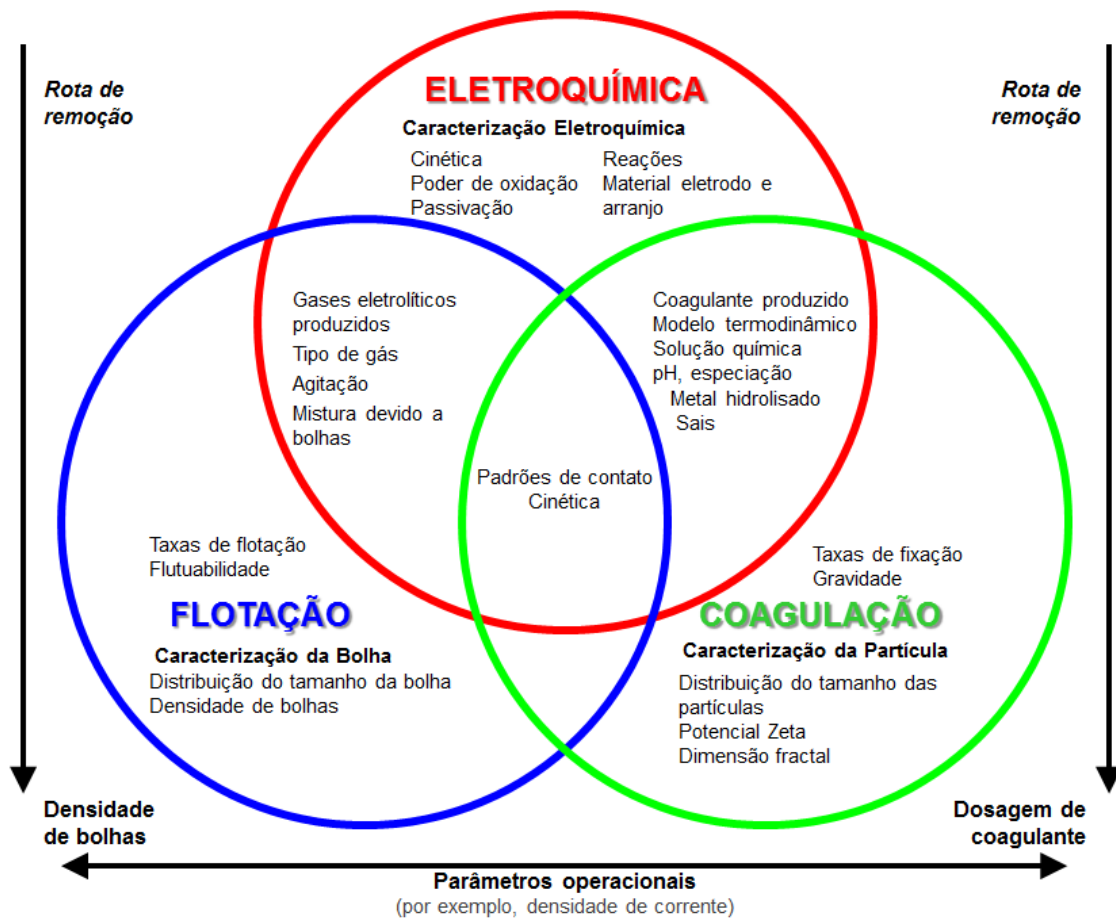 Rota de
remoção
Rota de
remoção
ELETROQUÍMICA
Caracterização Eletroquímica
Cinética
Poder de oxidação
Passivação
Reações
Material eletrodo e
arranjo
Gases eletrolíticos
produzidos
Tipo de gás
Agitação
Mistura devido a
bolhas
Coagulante produzido
Modelo termodinâmico
Solução química
pH, especiação
Metal hidrolisado
Sais
Padrões de contato
Cinética
Taxas de flotação
Flutuabilidade
FLOTAÇÃO
Caracterização da Bolha
Distribuição do tamanho da bolha
Densidade de bolhas
Taxas de fixação
Gravidade
COAGULAÇÃO
Caracterização da Partícula
Distribuição do tamanho das
partículas
Potencial Zeta
Dimensão fractal
Densidade
de bolhas
Dosagem de
coagulante
Parâmetros operacionais
(por exemplo, densidade de corrente)